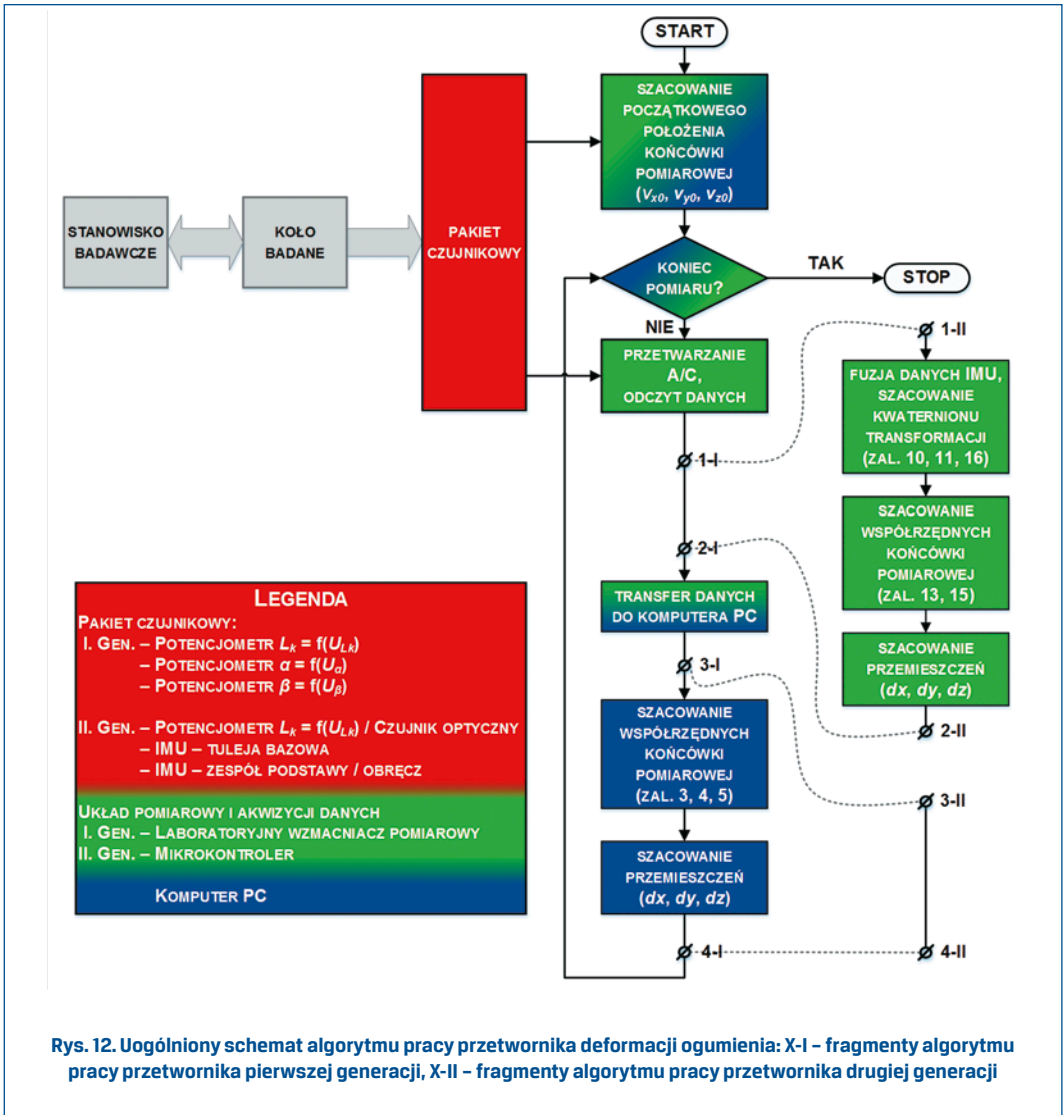 START
SZACOWANIE
POCZĄTKOWEGO
POŁOŻENIA
KOŃCÓWKI
POMIAROWEJ
(Vx0, Vy0, Vz0)
STANOWISKO
BADAWCZE
KOŁO
BADANE
PAKIET
CZUJNIKOWY
KONIEC
POMIARU?
TAK
STOP
NIE
PRZETWARZANIE
A/C,
ODCZYT DANYCH
1-I
2-I
TRANSFER DANYCH
DO KOMPUTERA PC
3-I
SZACOWANIE
WSPÓŁRZĘDNYCH
KOŃCÓWKI
POMIAROWEJ
(ZAL. 3, 4, 5)
SZACOWANIE
PRZEMIESZCZEŃ
(dx, dy, dz)
4-I
1-II
FUZJA DANYCH IMU,
SZACOWANIE
KWATERNIONU
TRANSFORMACJI
(ZAL. 10, 11, 16)
SZACOWANIE
WSPÓŁRZĘDNYCH
KOŃCÓWKI
POMIAROWEJ
(ZAL. 13, 15)
SZACOWANIE
PRZEMIESZCZEŃ
(dx, dy, dz)
2-II
3-II
4-II
LEGENDA
PAKIET CZUJNIKOWY:
I. GEN. – POTENCJOMETR Lk = f(ULk)
– POTENCJOMETR α = f(Uα)
– POTENCJOMETR β = f(Uβ)
II. GEN. – POTENCJOMETR Lk = f(ULk) / CZUJNIK OPTYCZNY
– IMU – TULEJA BAZOWA
– IMU – ZESPÓŁ PODSTAWY / OBRĘCZ
UKŁAD POMIAROWY I AKWIZYCJI DANYCH
I. GEN. – LABORATORYJNY WZMACNIACZ POMIAROWY
II. GEN. – MIKROKONTROLER
KOMPUTER PC
Rys. 12. Uogólniony schemat algorytmu pracy przetwornika deformacji ogumienia: X-I – fragmenty algorytmu
pracy przetwornika pierwszej generacji, X-II – fragmenty algorytmu pracy przetwornika drugiej generacji